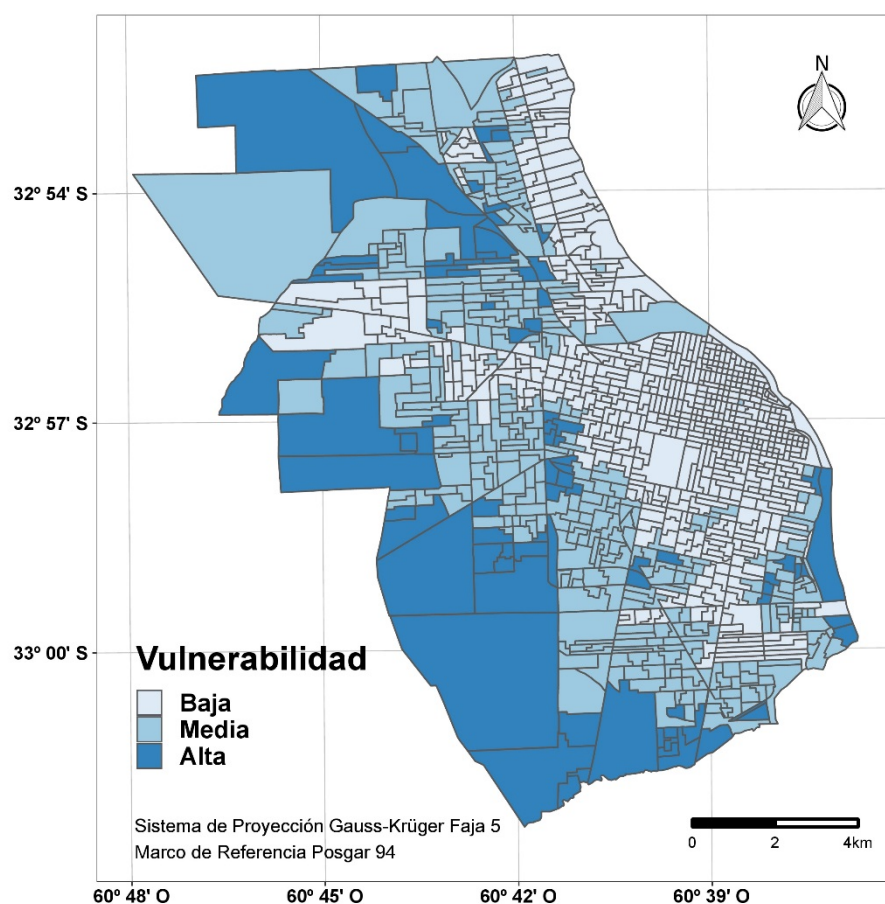 N
32º 54' S
32º 57' S
33º 00' S
Vulnerabilidad
Baja
Media
Alta
Sistema de Proyección Gauss-Krüger Faja 5
Marco de Referencia Posgar 94
0 2 4km
60º 48' O 60º 45' O 60º 42' O 60º 39' O